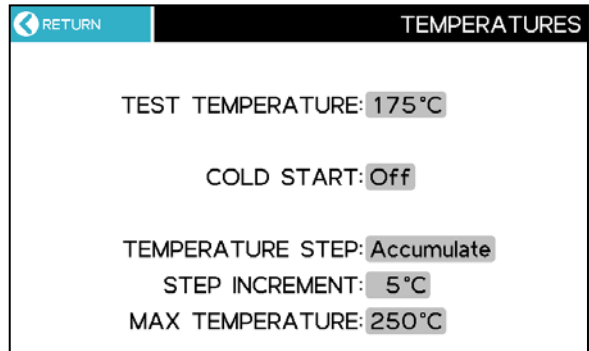 RETURN TEMPERATURES
TEST TEMPERATURE: 175°C
COLD START: Off
TEMPERATURE STEP: Accumulate
STEP INCREMENT: 5°C
MAX TEMPERATURE: 250°C